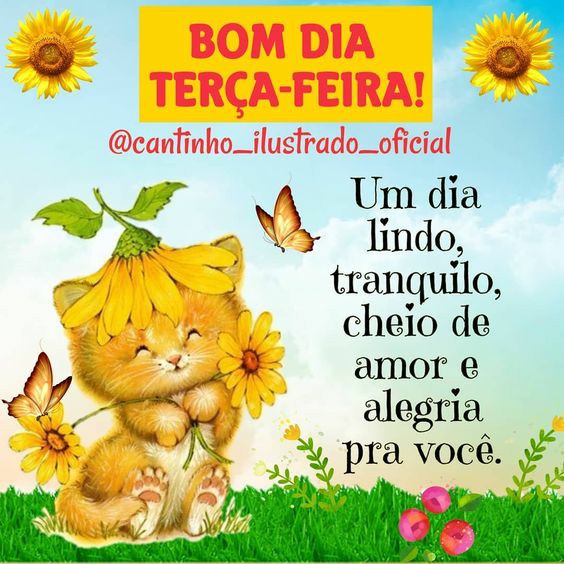 BOM DIA
TERÇA-FEIRA!
@cantinho_ilustrado_oficial
Um dia
lindo,
tranquilo,
cheio de
amor e
alegria
pra você.